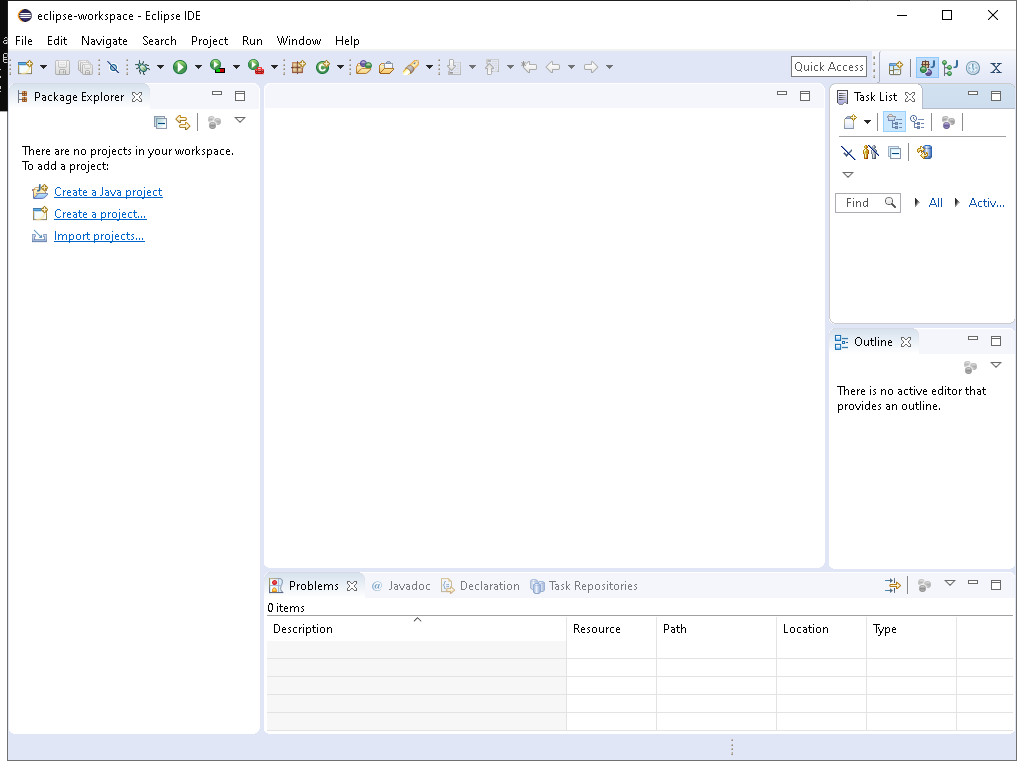 eclipse-workspace - Eclipse IDE
File Edit Navigate Search Project Run Window Help
Quick Access
Package Explorer
There are no projects in your workspace.
To add a project:
Create a Java project
Create a project...
Import projects...
Task List
Find All Activ...
Outline
There is no active editor that
provides an outline.
Problems @ Javadoc Declaration Task Repositories
0 items
Description Resource Path Location Type